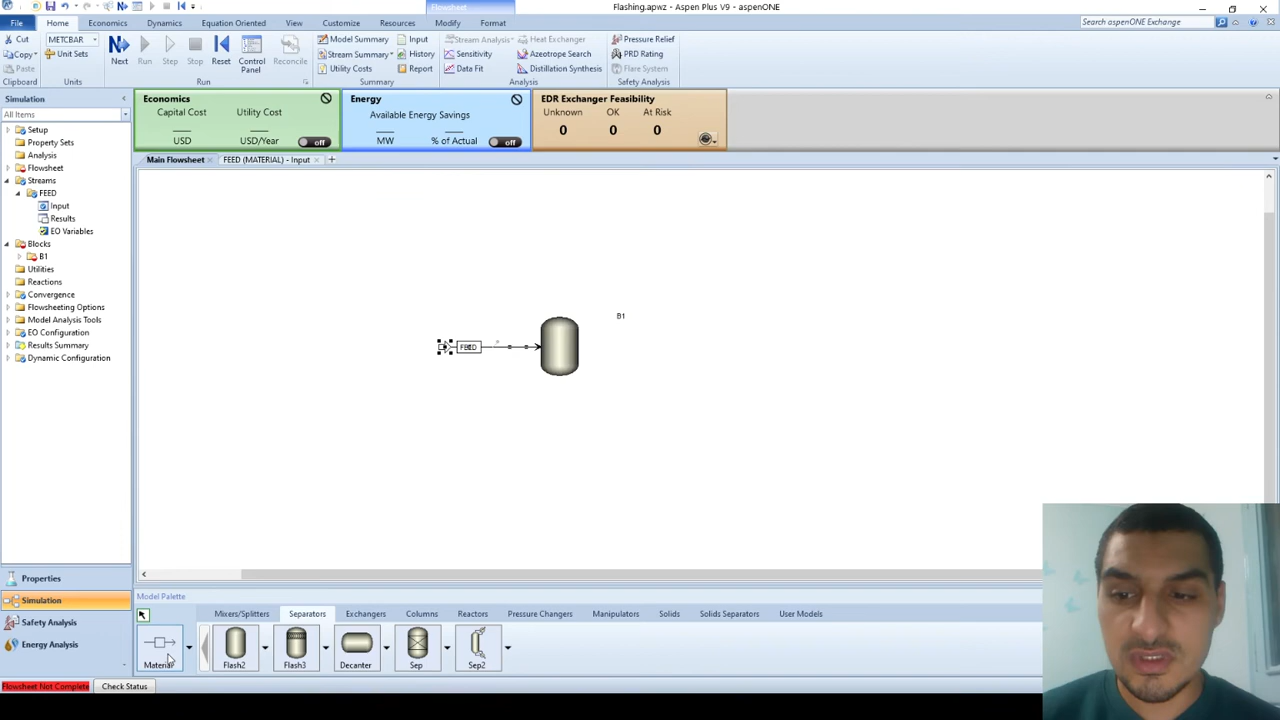 Flowsheet
Flashing.apwz - Aspen Plus V9 - aspenONE
File
Home
Economics
Dynamics
Equation Oriented
View
Customize
Resources
Modify
Format
Search aspenONE Exchange
Cut
Copy
Paste
Clipboard
METCBAR
Unit Sets
Units
Next
Run
Step
Stop
Reset
Control Panel
Reconcile
Run
Model Summary
Input
Stream Summary
History
Utility Costs
Report
Summary
Stream Analysis
Heat Exchanger
Sensitivity
Azeotrope Search
Data Fit
Distillation Synthesis
Analysis
Pressure Relief
PRD Rating
Flare System
Safety Analysis
Simulation
All Items
Setup
Property Sets
Analysis
Flowsheet
Streams
FEED
Input
Results
EO Variables
Blocks
B1
Utilities
Reactions
Convergence
Flowsheeting Options
Model Analysis Tools
EO Configuration
Results Summary
Dynamic Configuration
Properties
Simulation
Safety Analysis
Energy Analysis
Economics
Capital Cost Utility Cost
USD USD/Year off
Energy
Available Energy Savings
MW % of Actual off
EDR Exchanger Feasibility
Unknown OK At Risk
0 0 0
Main Flowsheet
FEED (MATERIAL) - Input
B1
FEED
Model Palette
Mixers/Splitters
Separators
Exchangers
Columns
Reactors
Pressure Changers
Manipulators
Solids
Solids Separators
User Models
Material
Flash2
Flash3
Decanter
Sep
Sep2
Flowsheet Not Complete
Check Status